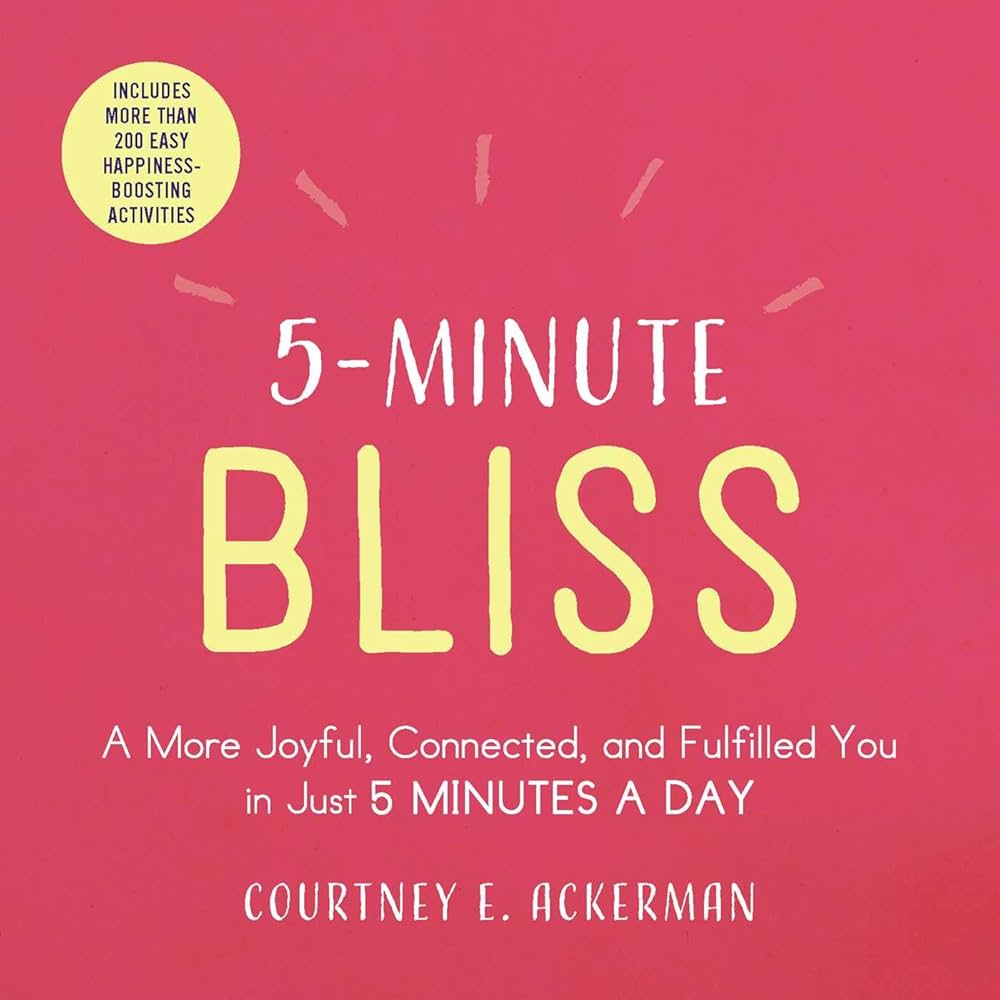 INCLUDES
MORE THAN
200 EASY
HAPPINESS-
BOOSTING
ACTIVITIES
5-MINUTE
BLISS
A More Joyful, Connected, and Fulfilled You
in Just 5 MINUTES A DAY
COURTNEY E. ACKERMAN